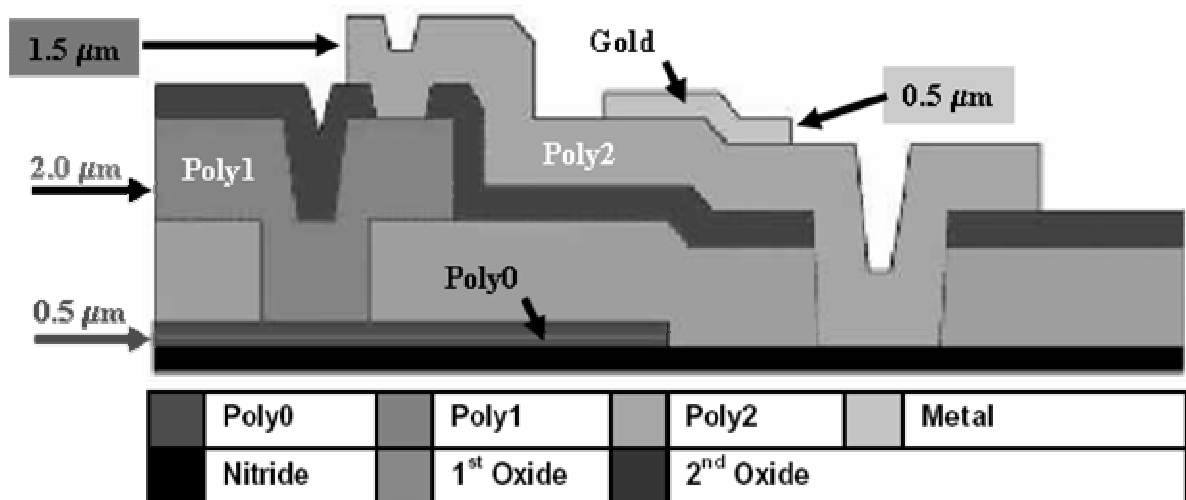 1.5 μm
Gold
0.5 μm
Poly1
Poly2
2.0 μm
Poly0
0.5 μm
Poly0 Poly1 Poly2 Metal
Nitride 1st Oxide 2nd Oxide